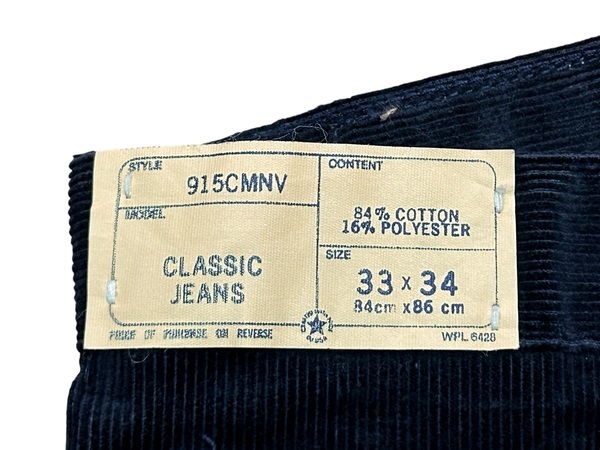 STYLE
915CMNV
MODEL
CLASSIC
JEANS
CONTENT
84% COTTON
16% POLYESTER
SIZE
33 x 34
84cm x 86 cm
PROOF OF PURCHASE ON REVERSE
WPL 6428